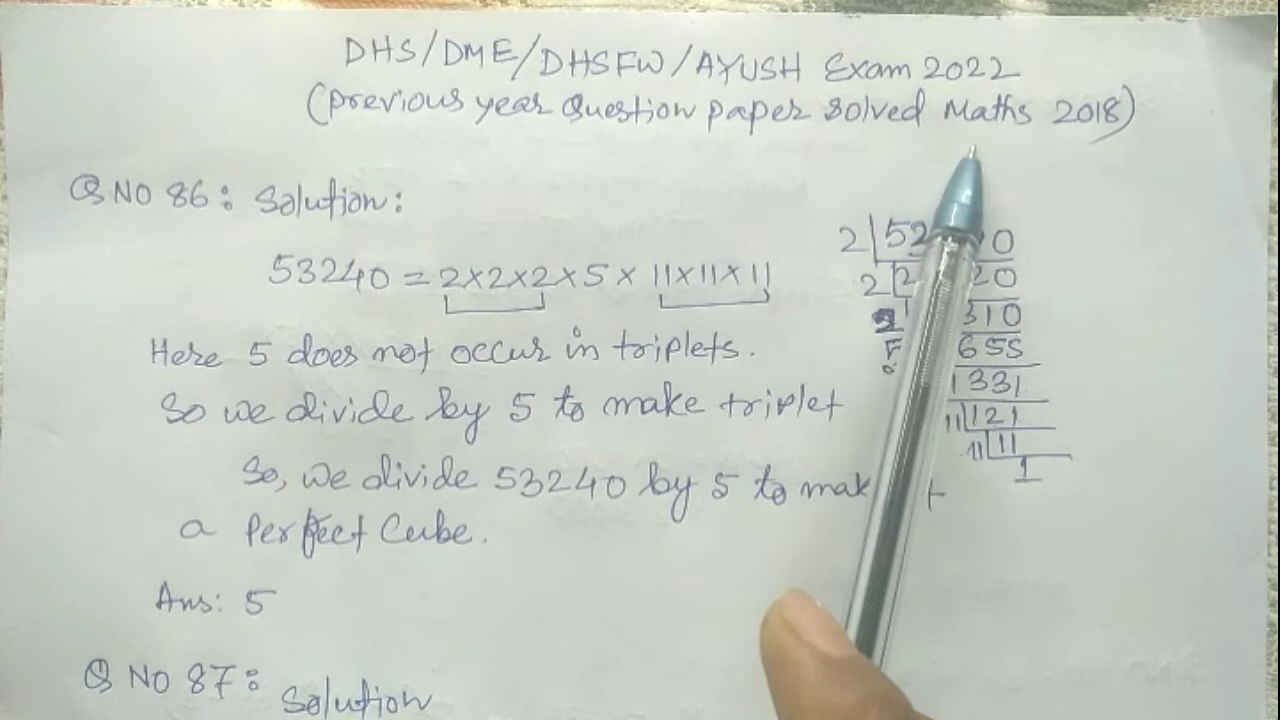 DHS/DME/DHSFW/AYUSH Exam 2022
(previous year Question paper solved Maths 2018)
Q NO 86: Solution:
53240 = 2×2×2×5×11×11×11
Here 5 does not occur in triplets.
So we divide by 5 to make triplet
So, we divide 53240 by 5 to mak
a Perfect Cube.
Ans: 5
Q NO 87: Solution
2 52 0
2 2 20
310
655
1331
11 121
11 11
1